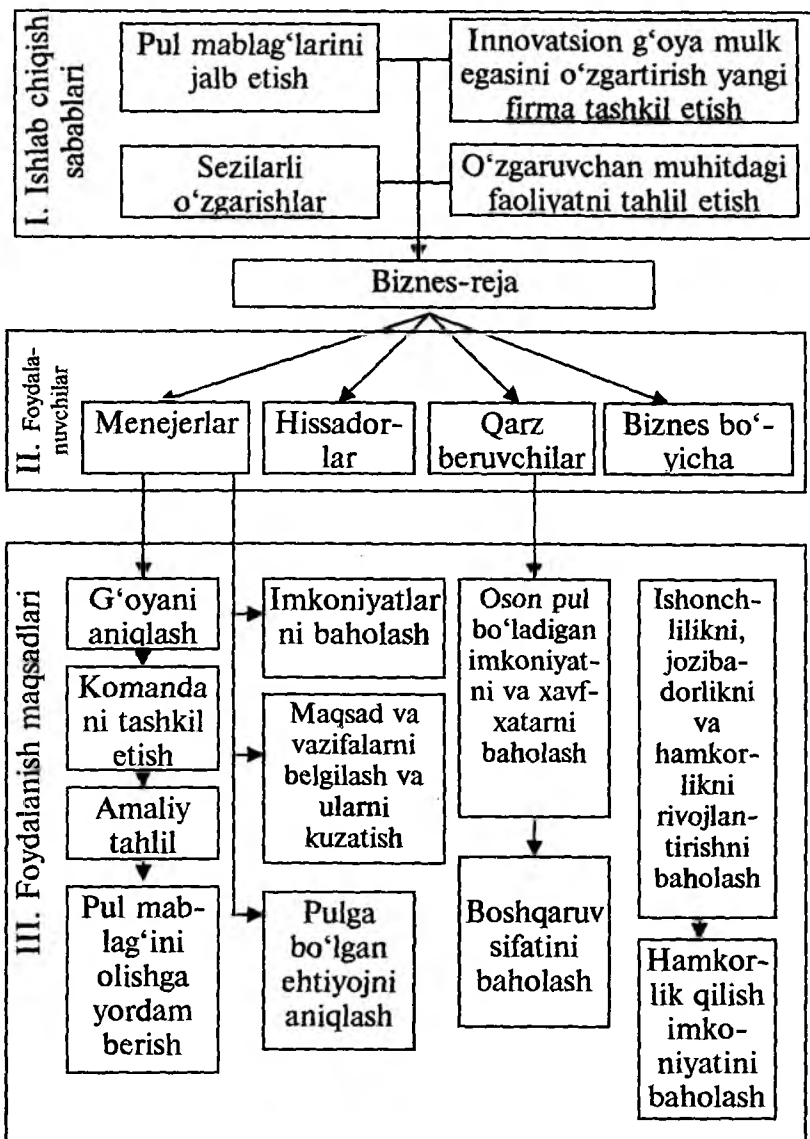 I. Ishlab chiqish
sabablari
Pul mablag‘larini
jalb etish
Innovatsion g‘oya mulk
egasini o‘zgartirish yangi
firma tashkil etish
Sezilarli
o‘zgarishlar
O‘zgaruvchan muhitdagi
faoliyatni tahlil etish
Biznes-reja
II. Foydala-
nuvchilar
Menejerlar
Hissador-
lar
Qarz
beruvchilar
Biznes bo‘-
yicha
III. Foydalanish maqsadlari
G‘oyani
aniqlash
Komanda
ni tashkil
etish
Amaliy
tahlil
Pul mab-
lag‘ini
olishga
yordam
berish
Imkoniyatlar
ni baholash
Maqsad va
vazifalarni
belgilash va
ularni
kuzatish
Pulga
bo‘lgan
ehtiyojni
aniqlash
Oson pul
bo‘ladigan
imkoniyat-
ni va xavf-
xatarni
baholash
Boshqaruv
sifatini
baholash
Ishonch-
lilikni,
joziba-
dorlikni
va
hamkor-
likni
rivojlan-
tirishni
baholash
Hamkor-
lik qilish
imko-
niyatini
baholash